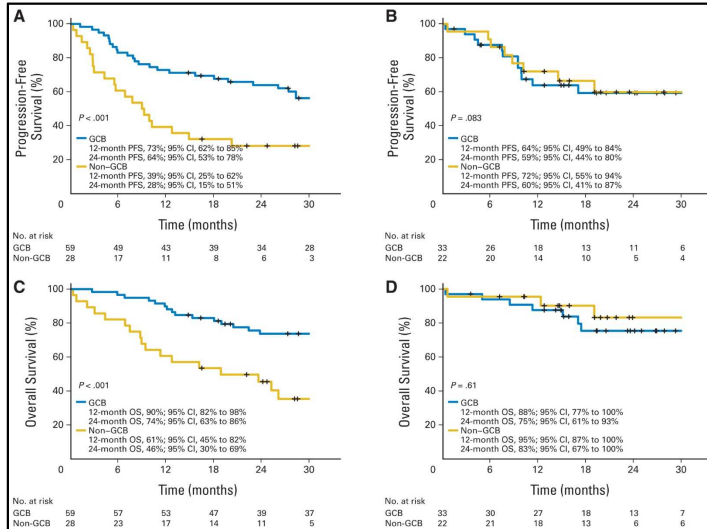 A
Progression-Free
Survival (%)
100
80
60
40
20
P < .001
GCB
12-month PFS, 73%; 95% CI, 62% to 85%
24-month PFS, 64%; 95% CI, 53% to 78%
Non–GCB
12-month PFS, 39%; 95% CI, 25% to 62%
24-month PFS, 28%; 95% CI, 15% to 51%
0 6 12 18 24 30
Time (months)
No. at risk
GCB 59 49 43 39 34 28
Non-GCB 28 17 11 8 6 3
B
Progression-Free
Survival (%)
100
80
60
40
20
P = .083
GCB
12-month PFS, 64%; 95% CI, 49% to 84%
24-month PFS, 59%; 95% CI, 44% to 80%
Non–GCB
12-month PFS, 72%; 95% CI, 55% to 94%
24-month PFS, 60%; 95% CI, 41% to 87%
0 6 12 18 24 30
Time (months)
No. at risk
GCB 33 26 18 13 11 6
Non-GCB 22 20 14 10 5 4
C
Overall Survival (%)
100
80
60
40
20
P < .001
GCB
12-month OS, 90%; 95% CI, 82% to 98%
24-month OS, 74%; 95% CI, 63% to 86%
Non–GCB
12-month OS, 61%; 95% CI, 45% to 82%
24-month OS, 46%; 95% CI, 30% to 69%
0 6 12 18 24 30
Time (months)
No. at risk
GCB 59 57 53 47 39 37
Non-GCB 28 23 17 14 11 5
D
Overall Survival (%)
100
80
60
40
20
P = .61
GCB
12-month OS, 88%; 95% CI, 77% to 100%
24-month OS, 75%; 95% CI, 61% to 93%
Non–GCB
12-month OS, 95%; 95% CI, 87% to 100%
24-month OS, 83%; 95% CI, 67% to 100%
0 6 12 18 24 30
Time (months)
No. at risk
GCB 33 30 27 18 13 7
Non-GCB 22 21 18 13 6 6